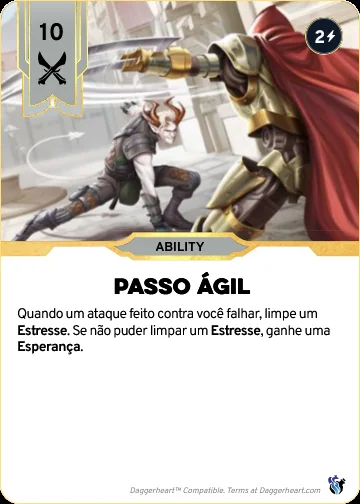 10
2
ABILITY
PASSO ÁGIL
Quando um ataque feito contra você falhar, limpe um
Estresse. Se não puder limpar um Estresse, ganhe uma
Esperança.
Daggerheart™ Compatible. Terms at Daggerheart.com